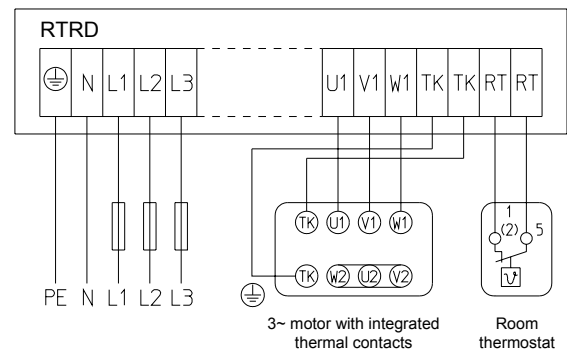 RTRD
N L1 L2 L3 U1 V1 W1 TK TK RT RT
TK U1 V1 W1
1
(2) 5
TK W2 U2 V2
ϑ
PE N L1 L2 L3
3~ motor with integrated
thermal contacts
Room
thermostat